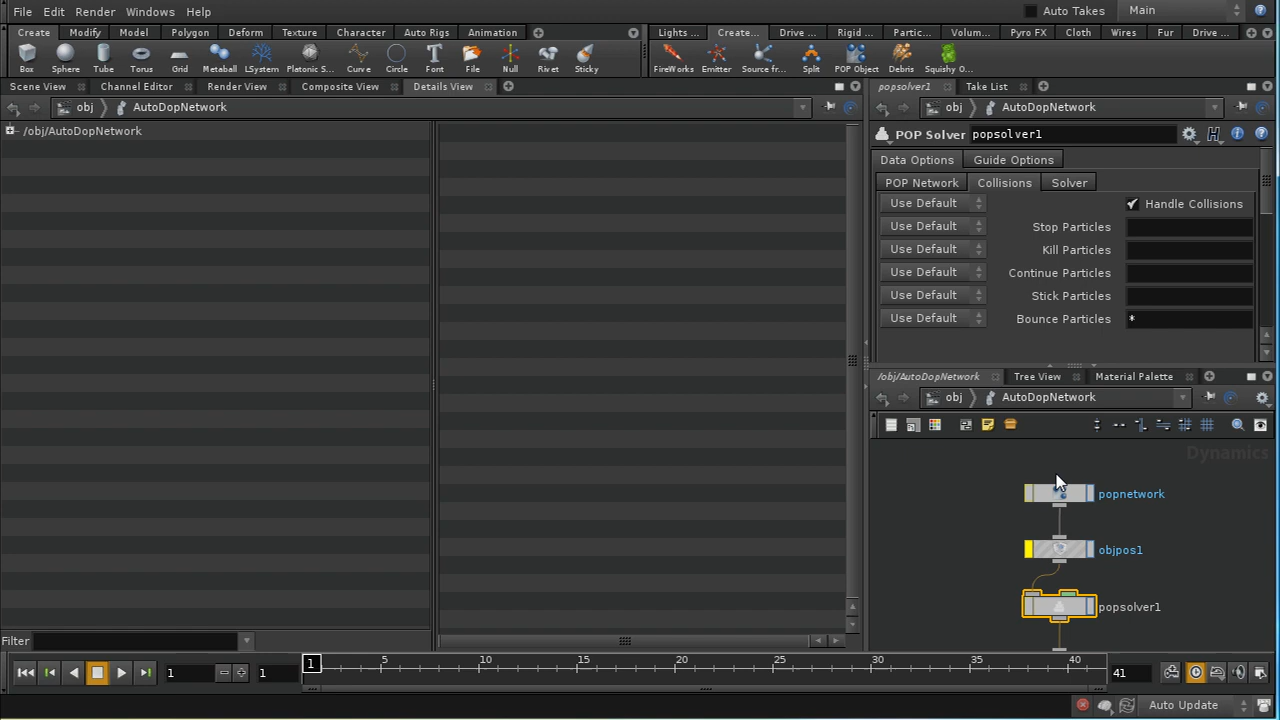 File Edit Render Windows Help Auto Takes Main
Create Modify Model Polygon Deform Texture Character Auto Rigs Animation Lights ... Create... Drive ... Rigid ... Partic... Volum... Pyro FX Cloth Wires Fur Drive ...
Box Sphere Tube Torus Grid Metaball LSystem Platonic S... Curve Circle Font File Null Rivet Sticky FireWorks Emitter Source fr... Split POP Object Debris Squishy O...
Scene View Channel Editor Render View Composite View Details View popsolver1 Take List
obj AutoDopNetwork obj AutoDopNetwork
/obj/AutoDopNetwork
POP Solver popsolver1
Data Options Guide Options
POP Network Collisions Solver
Use Default Handle Collisions
Use Default Stop Particles
Use Default Kill Particles
Use Default Continue Particles
Use Default Stick Particles
Use Default Bounce Particles *
/obj/AutoDopNetwork Tree View Material Palette
obj AutoDopNetwork
Dynamics
popnetwork
objpos1
popsolver1
Filter
1 1 1 5 10 15 20 25 30 35 40 41
Auto Update